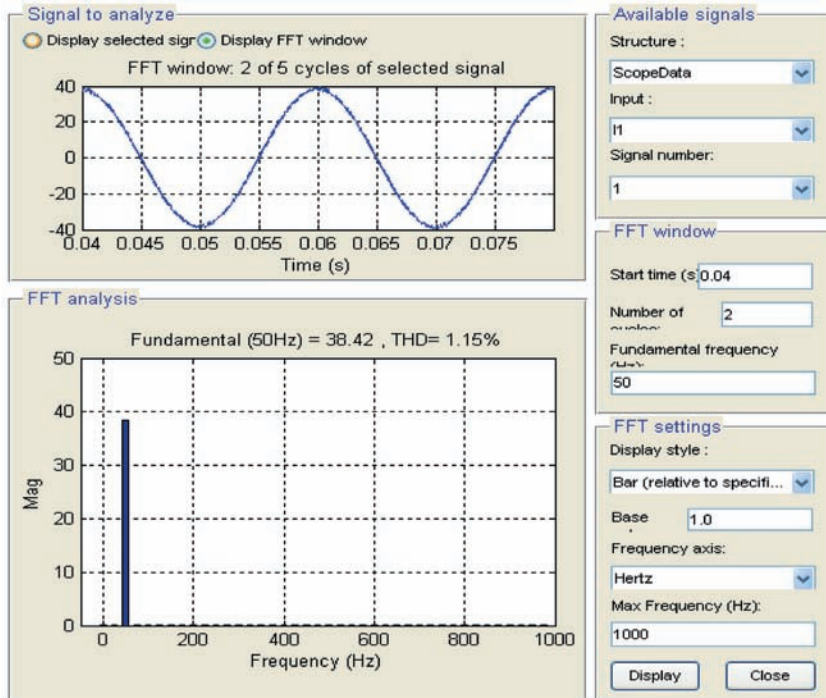 Signal to analyze
Display selected sigr Display FFT window
FFT window: 2 of 5 cycles of selected signal
40
20
0
-20
-40
0.04 0.045 0.05 0.055 0.06 0.065 0.07 0.075
Time (s)
FFT analysis
Fundamental (50Hz) = 38.42 , THD= 1.15%
50
40
30
20
10
0
Mag
0 200 400 600 800 1000
Frequency (Hz)
Available signals
Structure :
ScopeData
Input :
I1
Signal number:
1
FFT window
Start time (s 0.04
Number of
2
Fundamental frequency
(Hz):
50
FFT settings
Display style :
Bar (relative to specifi...
Base
1.0
Frequency axis:
Hertz
Max Frequency (Hz):
1000
Display Close